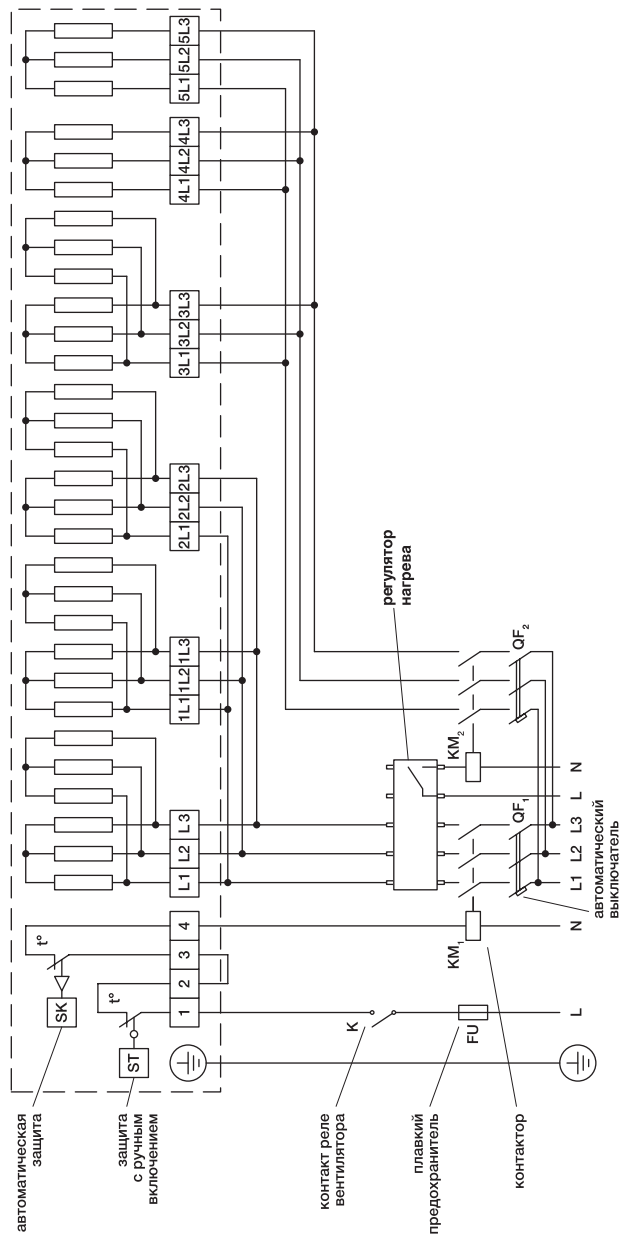 автоматическая
защита
защита
с ручным
включением
SK
ST
t°
t°
1
2
3
4
L1
L2
L3
1L1
1L2
1L3
2L1
2L2
2L3
3L1
3L2
3L3
4L1
4L2
4L3
5L1
5L2
5L3
контакт реле
вентилятора
K
плавкий
предохранитель
FU
контактор
KM1
KM2
регулятор
нагрева
QF1
QF2
автоматический
выключатель
L
N
L1
L2
L3
L
N